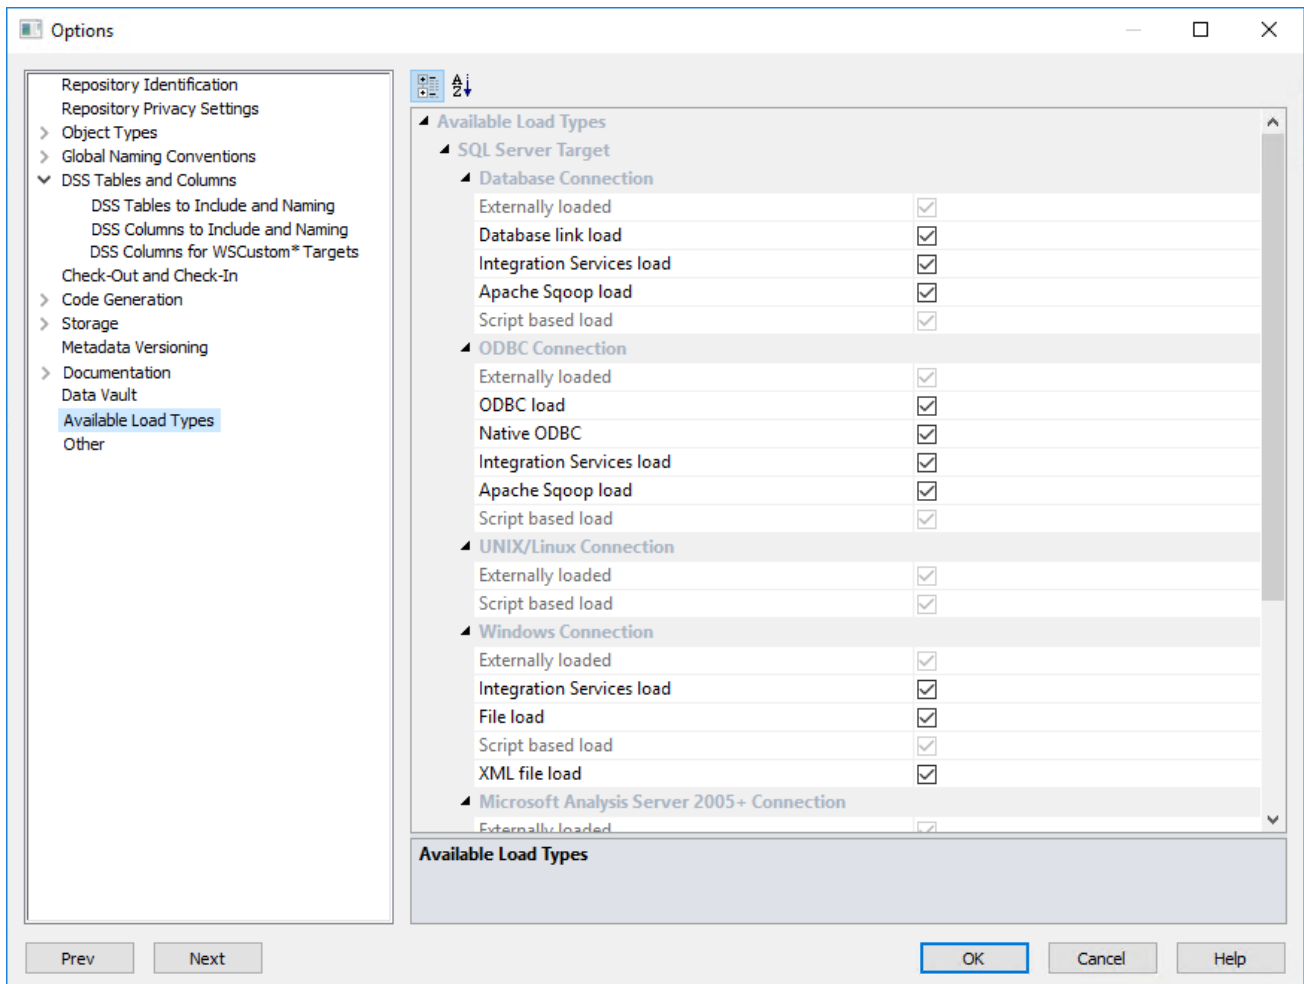 Options
Repository Identification
Repository Privacy Settings
Object Types
Global Naming Conventions
DSS Tables and Columns
DSS Tables to Include and Naming
DSS Columns to Include and Naming
DSS Columns for WSCustom* Targets
Check-Out and Check-In
Code Generation
Storage
Metadata Versioning
Documentation
Data Vault
Available Load Types
Other
Available Load Types
SQL Server Target
Database Connection
Externally loaded
Database link load
Integration Services load
Apache Sqoop load
Script based load
ODBC Connection
Externally loaded
ODBC load
Native ODBC
Integration Services load
Apache Sqoop load
Script based load
UNIX/Linux Connection
Externally loaded
Script based load
Windows Connection
Externally loaded
Integration Services load
File load
Script based load
XML file load
Microsoft Analysis Server 2005+ Connection
Externally loaded
Available Load Types
Prev Next OK Cancel Help